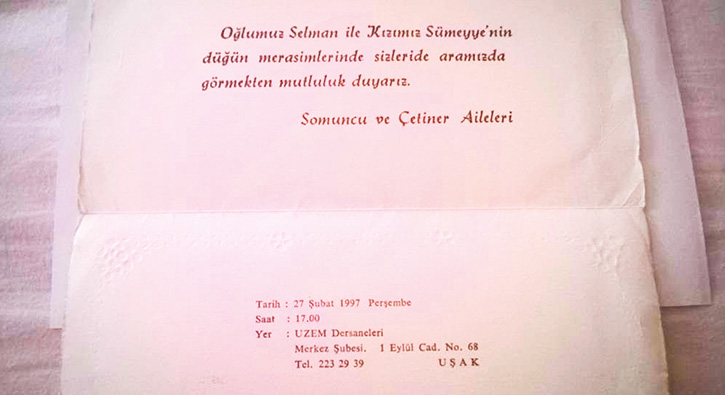 Oğlumuz Selman ile Kızımız Sümeyye'nin
düğün merasimlerinde sizleride aramızda
görmekten mutluluk duyarız.
Somuncu ve Çetiner Aileleri
Tarih : 27 Şubat 1997 Perşembe
Saat : 17.00
Yer : UZEM Dersaneleri
Merkez Şubesi. 1 Eylül Cad. No. 68
Tel. 223 29 39 UŞAK